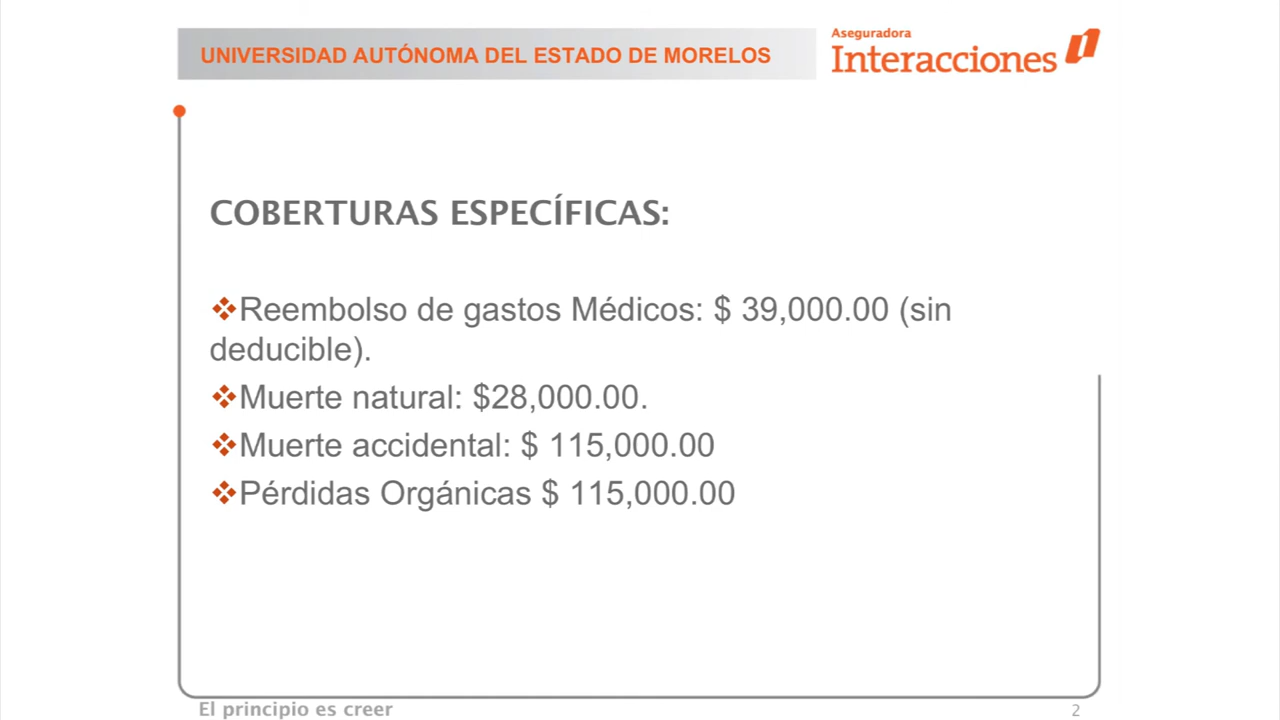 UNIVERSIDAD AUTÓNOMA DEL ESTADO DE MORELOS
Aseguradora
Interacciones
COBERTURAS ESPECÍFICAS:
❖Reembolso de gastos Médicos: $ 39,000.00 (sin
deducible).
❖Muerte natural: $28,000.00.
❖Muerte accidental: $ 115,000.00
❖Pérdidas Orgánicas $ 115,000.00
El principio es creer
2